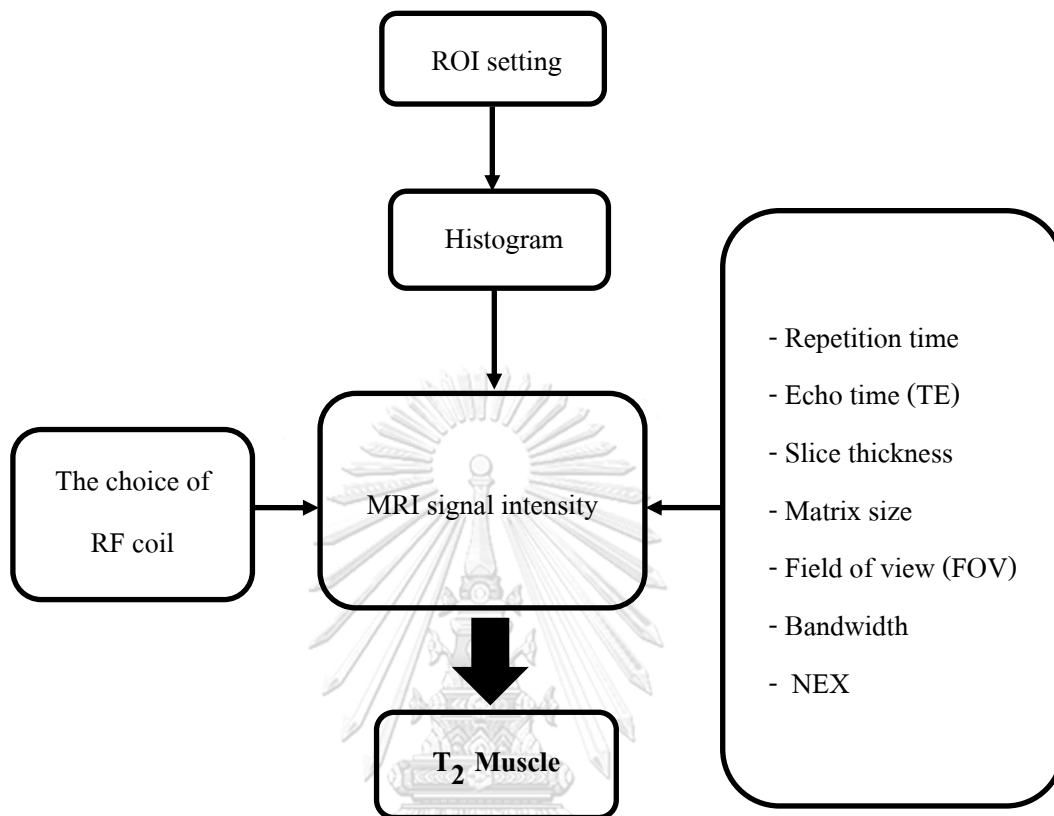 ROI setting
Histogram
The choice of
RF coil
MRI signal intensity
- Repetition time
- Echo time (TE)
- Slice thickness
- Matrix size
- Field of view (FOV)
- Bandwidth
- NEX
T2 Muscle